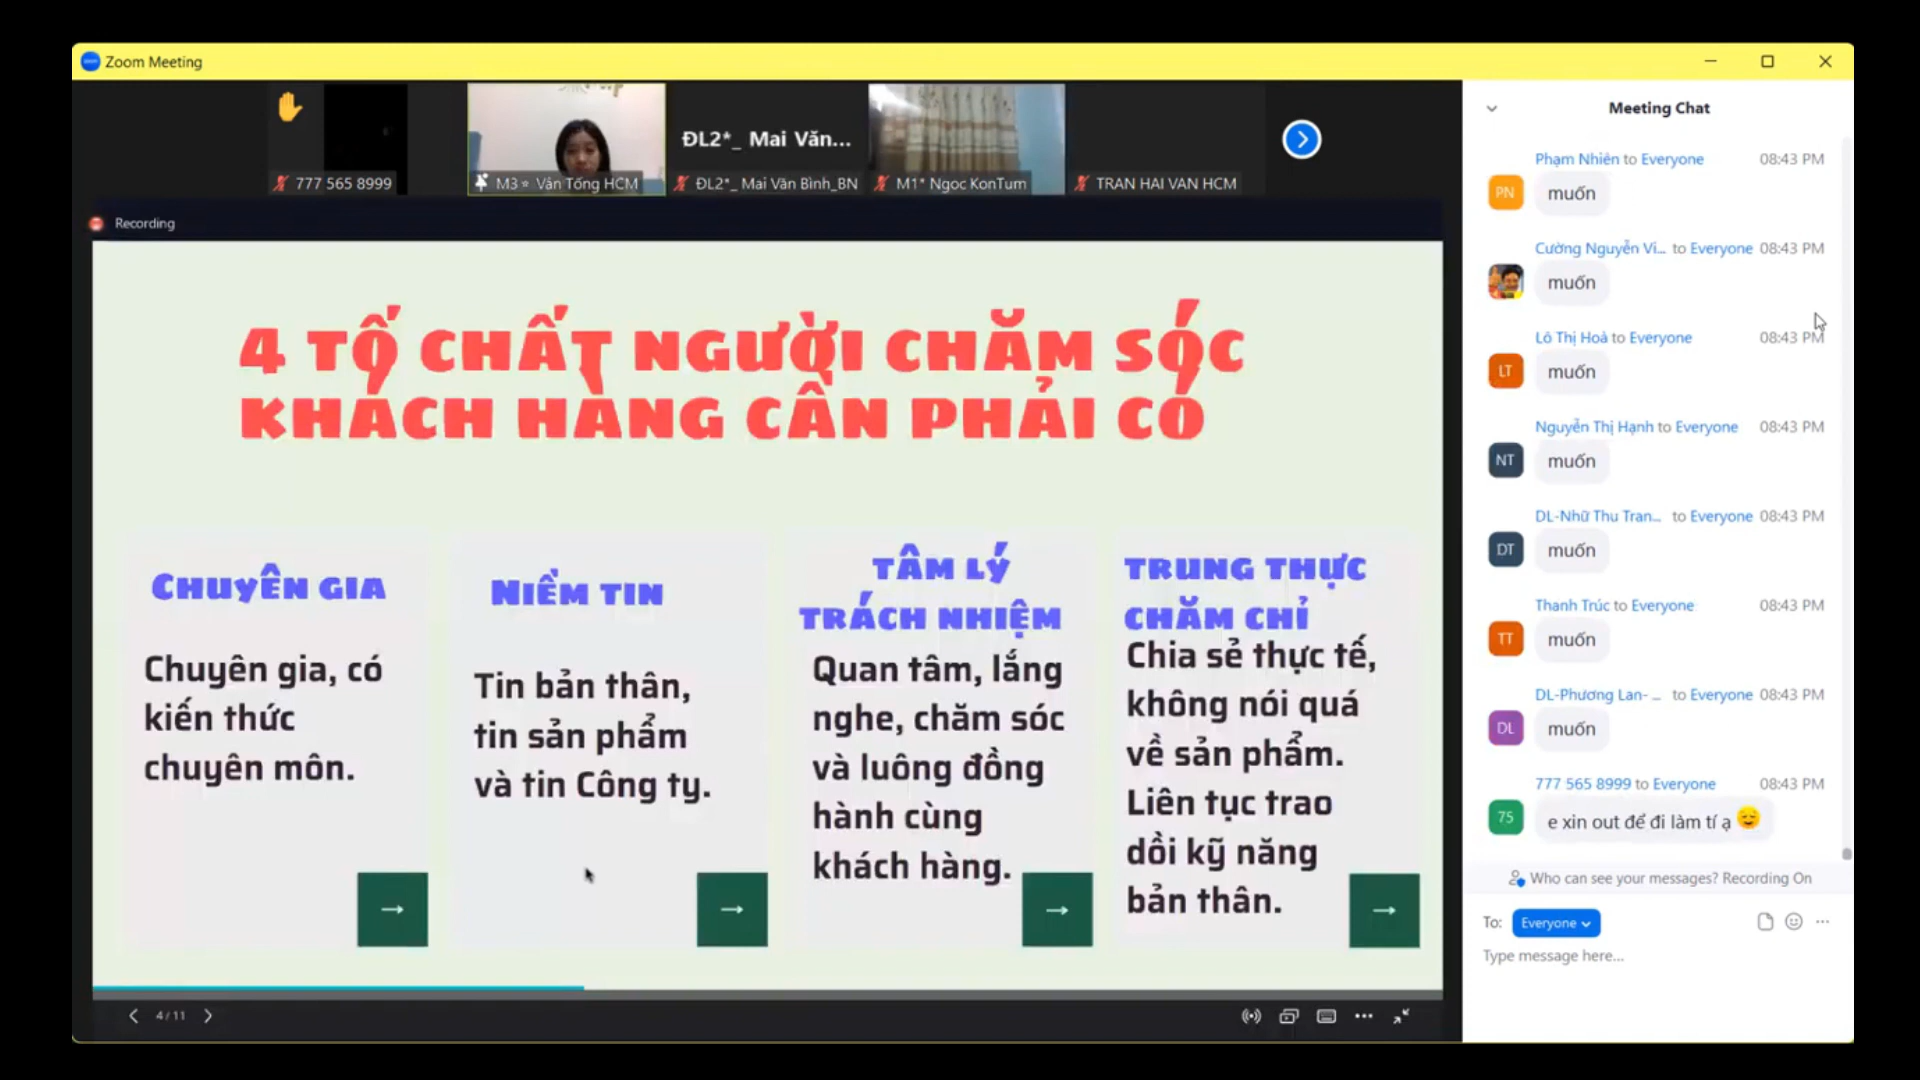 Zoom Meeting
777 565 8999
M3☆ Vân Tống HCM
ĐL2*_ Mai Văn...
ĐL2*_ Mai Văn Bình_BN
M1* Ngọc KonTum
TRAN HAI VAN HCM
Recording
4 TỐ CHẤT NGƯỜI CHĂM SÓC
KHÁCH HÀNG CẦN PHẢI CÓ
CHUYÊN GIA
Chuyên gia, có
kiến thức
chuyên môn.
NIỀM TIN
Tin bản thân,
tin sản phẩm
và tin Công ty.
TÂM LÝ
TRÁCH NHIỆM
Quan tâm, lắng
nghe, chăm sóc
và luông đồng
hành cùng
khách hàng.
TRUNG THỰC
CHĂM CHỈ
Chia sẻ thực tế,
không nói quá
về sản phẩm.
Liên tục trao
dồi kỹ năng
bản thân.
4 / 11
Meeting Chat
Phạm Nhiên to Everyone 08:43 PM
PN
muốn
Cường Nguyễn Vi... to Everyone 08:43 PM
muốn
Lô Thị Hoà to Everyone 08:43 PM
LT
muốn
Nguyễn Thị Hạnh to Everyone 08:43 PM
NT
muốn
DL-Nhữ Thu Tran... to Everyone 08:43 PM
DT
muốn
Thanh Trúc to Everyone 08:43 PM
TT
muốn
DL-Phương Lan- ... to Everyone 08:43 PM
DL
muốn
777 565 8999 to Everyone 08:43 PM
75
e xin out để đi làm tí ạ 😌
Who can see your messages? Recording On
To: Everyone
Type message here...